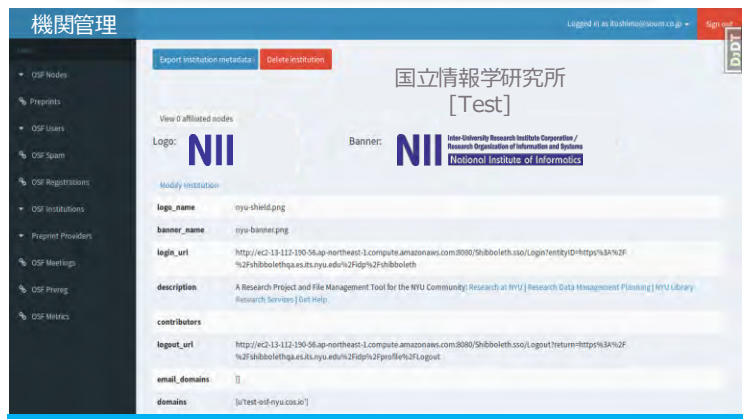 機関管理
Logged in as itoshimo@soum.co.jp
Sign out
DJDT
Export institution metadata
Delete institution
国立情報学研究所
[Test]
OSF Nodes
Preprints
OSF Users
OSF Spam
OSF Registrations
OSF Institutions
Preprint Providers
OSF Meetings
OSF Prereg
OSF Metrics
View 0 affiliated nodes
Logo:
NII
Banner:
NII
Inter-University Research Institute Corporation /
Research Organization of Information and Systems
National Institute of Informatics
Modify Institution
logo_name nyu-shield.png
banner_name nyu-banner.png
login_url http://ec2-13-112-190-56.ap-northeast-1.compute.amazonaws.com:8080/Shibboleth.sso/Login?entityID=https%3A%2F
%2Fshibbolethqa.es.its.nyu.edu%2Fidp%2Fshibboleth
description A Research Project and File Management Tool for the NYU Community: Research at NYU | Research Data Management Planning | NYU Library
Research Services | Get Help
contributors
logout_url http://ec2-13-112-190-56.ap-northeast-1.compute.amazonaws.com:8080/Shibboleth.sso/Logout?return=https%3A%2F
%2Fshibbolethqa.es.its.nyu.edu%2Fidp%2Fprofile%2FLogout
email_domains []
domains [u'test-osf-nyu.cos.io']